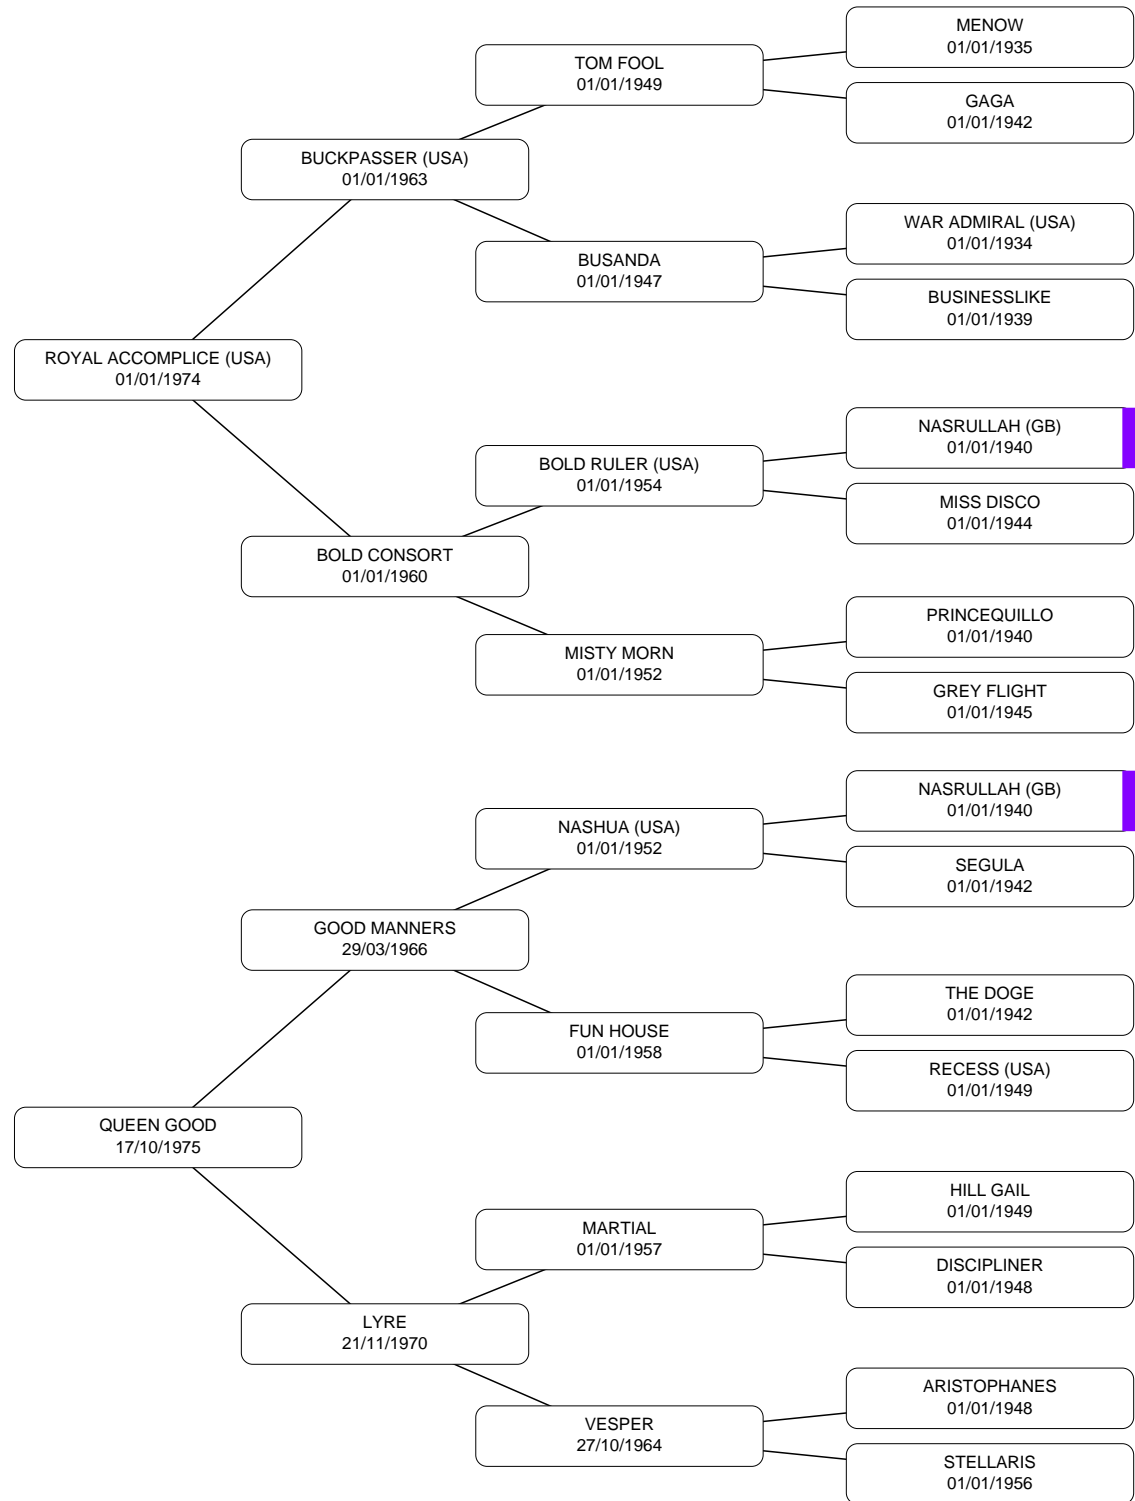 MENOW
01/01/1935
TOM FOOL
01/01/1949
GAGA
01/01/1942
BUCKPASSER (USA)
01/01/1963
WAR ADMIRAL (USA)
01/01/1934
BUSANDA
01/01/1947
BUSINESSLIKE
01/01/1939
ROYAL ACCOMPLICE (USA)
01/01/1974
NASRULLAH (GB)
01/01/1940
BOLD RULER (USA)
01/01/1954
MISS DISCO
01/01/1944
BOLD CONSORT
01/01/1960
PRINCEQUILLO
01/01/1940
MISTY MORN
01/01/1952
GREY FLIGHT
01/01/1945
NASRULLAH (GB)
01/01/1940
NASHUA (USA)
01/01/1952
SEGULA
01/01/1942
GOOD MANNERS
29/03/1966
THE DOGE
01/01/1942
FUN HOUSE
01/01/1958
RECESS (USA)
01/01/1949
QUEEN GOOD
17/10/1975
HILL GAIL
01/01/1949
MARTIAL
01/01/1957
DISCIPLINER
01/01/1948
LYRE
21/11/1970
ARISTOPHANES
01/01/1948
VESPER
27/10/1964
STELLARIS
01/01/1956